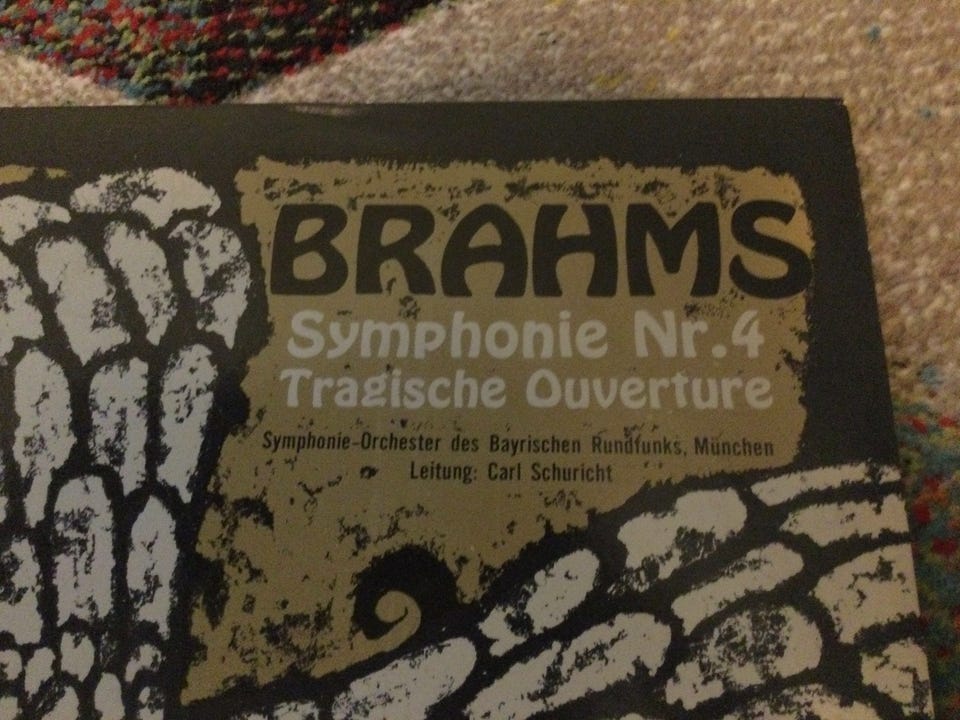 BRAHMS
Symphonie Nr.4
Tragische Ouverture
Symphonie-Orchester des Bayrischen Rundfunks, München
Leitung: Carl Schuricht